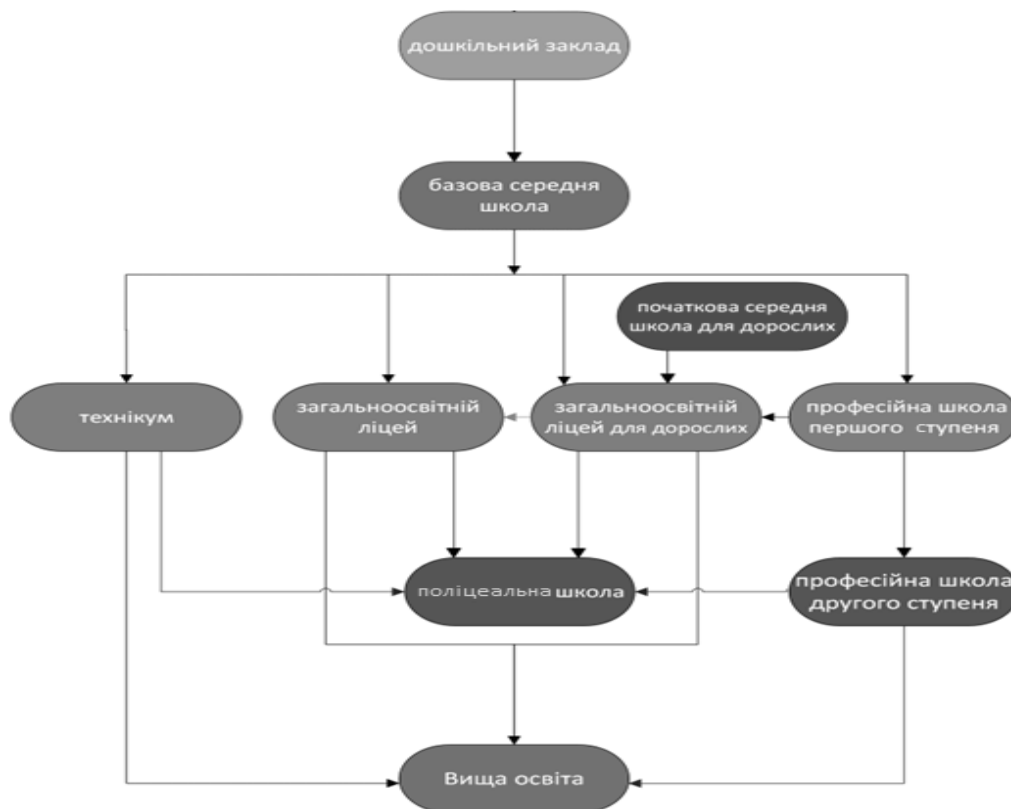 дошкільний заклад
базова середня
школа
початкова середня
школа для дорослих
технікум
загальноосвітній
ліцей
загальноосвітній
ліцей для дорослих
професійна школа
першого ступеня
поліцеальна школа
професійна школа
другого ступеня
Вища освіта